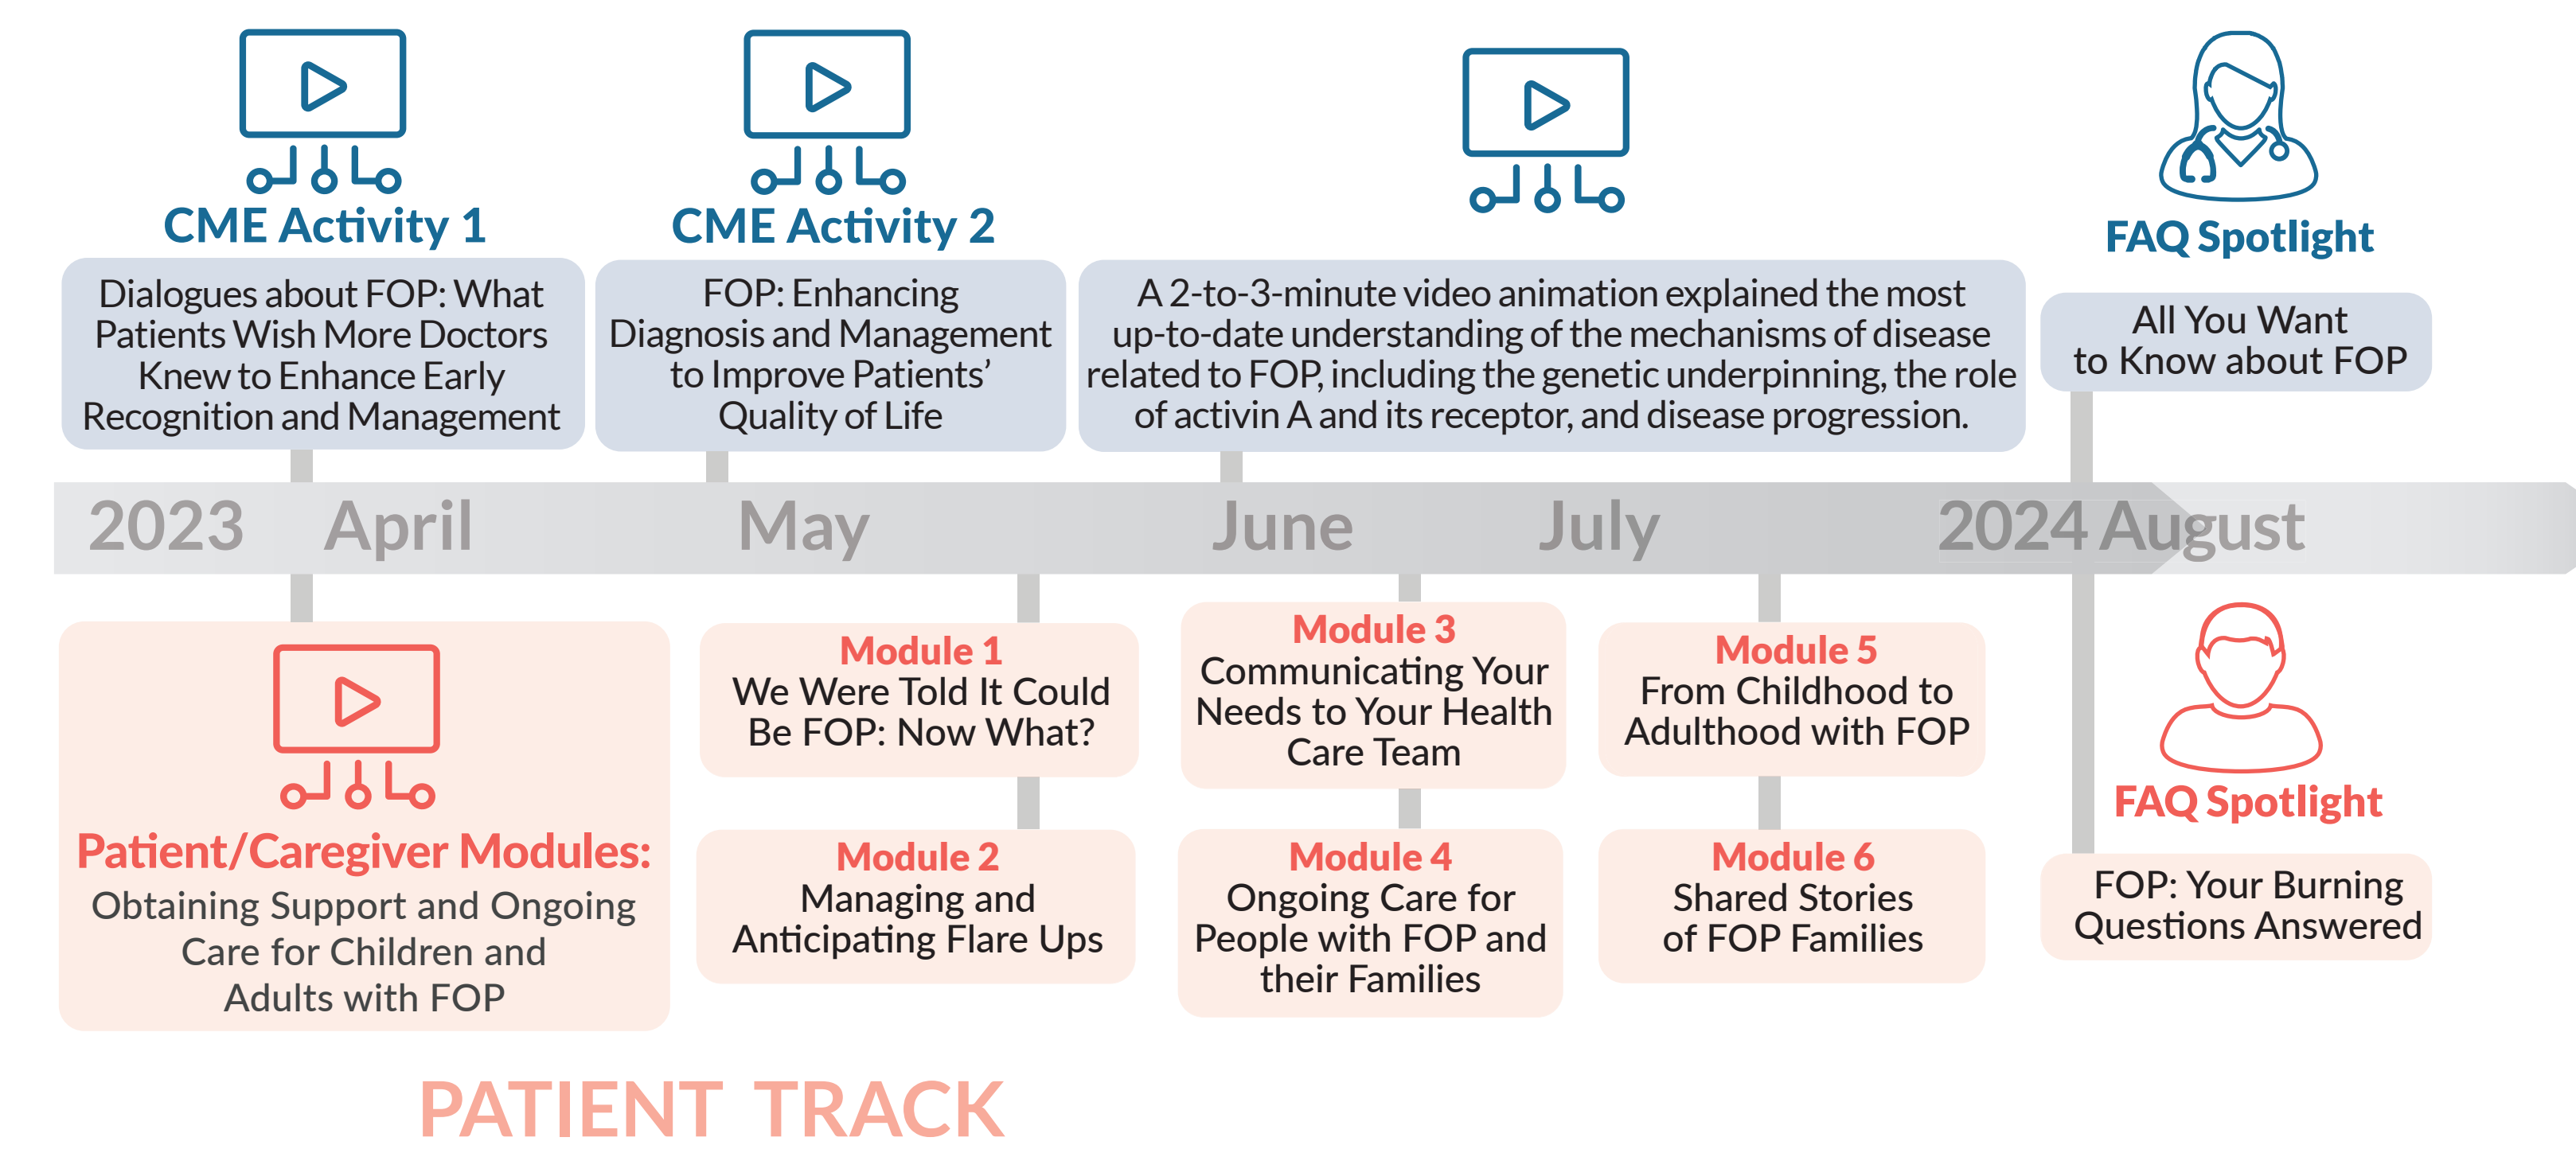 CME Activity 1
Dialogues about FOP: What
Patients Wish More Doctors
Knew to Enhance Early
Recognition and Management
CME Activity 2
FOP: Enhancing
Diagnosis and Management
to Improve Patients’
Quality of Life
A 2-to-3-minute video animation explained the most
up-to-date understanding of the mechanisms of disease
related to FOP, including the genetic underpinning, the role
of activin A and its receptor, and disease progression.
FAQ Spotlight
All You Want
to Know about FOP
2023 April May June July 2024 August
Patient/Caregiver Modules:
Obtaining Support and Ongoing
Care for Children and
Adults with FOP
Module 1
We Were Told It Could
Be FOP: Now What?
Module 2
Managing and
Anticipating Flare Ups
Module 3
Communicating Your
Needs to Your Health
Care Team
Module 4
Ongoing Care for
People with FOP and
their Families
Module 5
From Childhood to
Adulthood with FOP
Module 6
Shared Stories
of FOP Families
FAQ Spotlight
FOP: Your Burning
Questions Answered
PATIENT TRACK